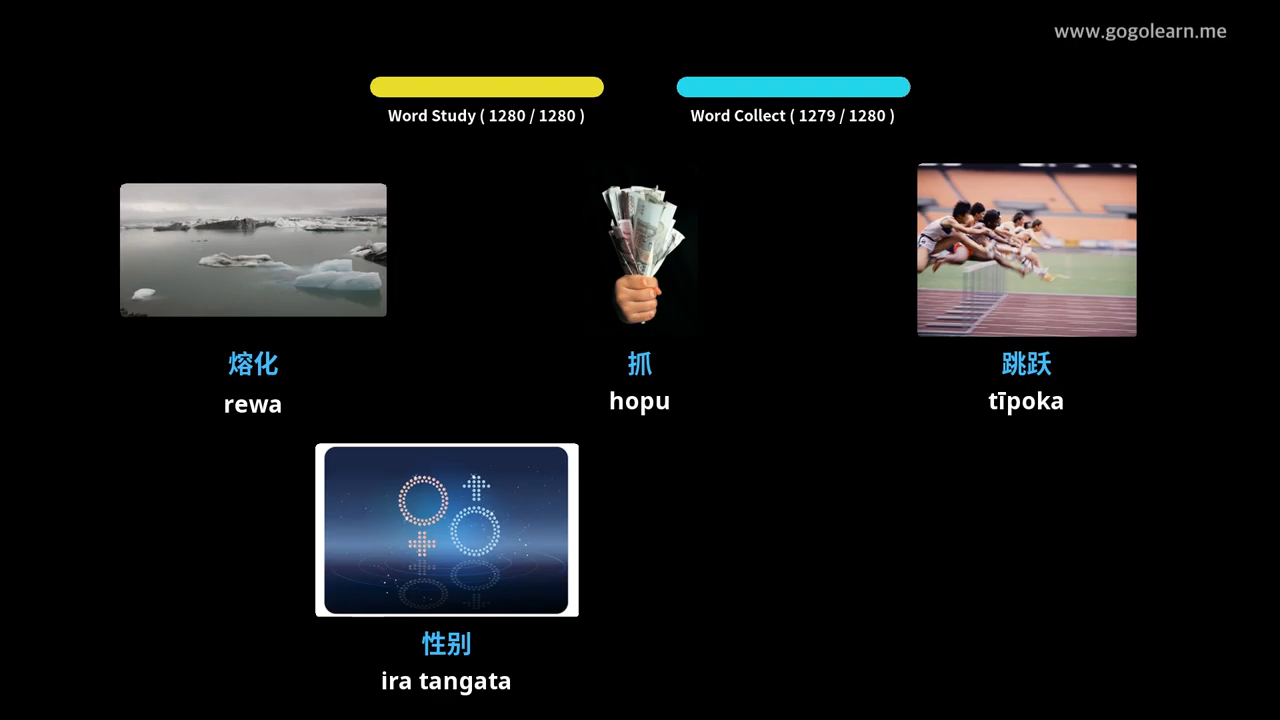 www.gogolearn.me
Word Study ( 1280 / 1280 )
Word Collect ( 1279 / 1280 )
熔化
rewa
抓
hopu
跳跃
tīpoka
性别
ira tangata